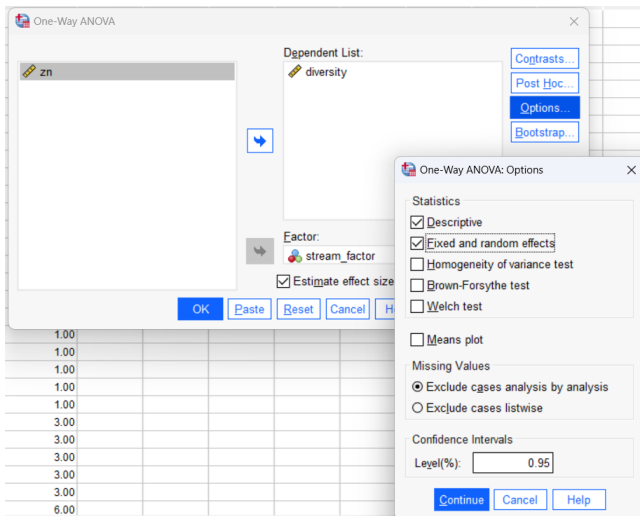 One-Way ANOVA
Dependent List:
zn
diversity
Contrasts...
Post Hoc...
Options...
Bootstrap...
Factor:
stream_factor
Estimate effect size
OK Paste Reset Cancel
One-Way ANOVA: Options
Statistics
Descriptive
Fixed and random effects
Homogeneity of variance test
Brown-Forsythe test
Welch test
Means plot
Missing Values
Exclude cases analysis by analysis
Exclude cases listwise
Confidence Intervals
Level(%): 0.95
Continue Cancel Help
1.00
1.00
1.00
1.00
1.00
3.00
3.00
3.00
3.00
3.00
6.00